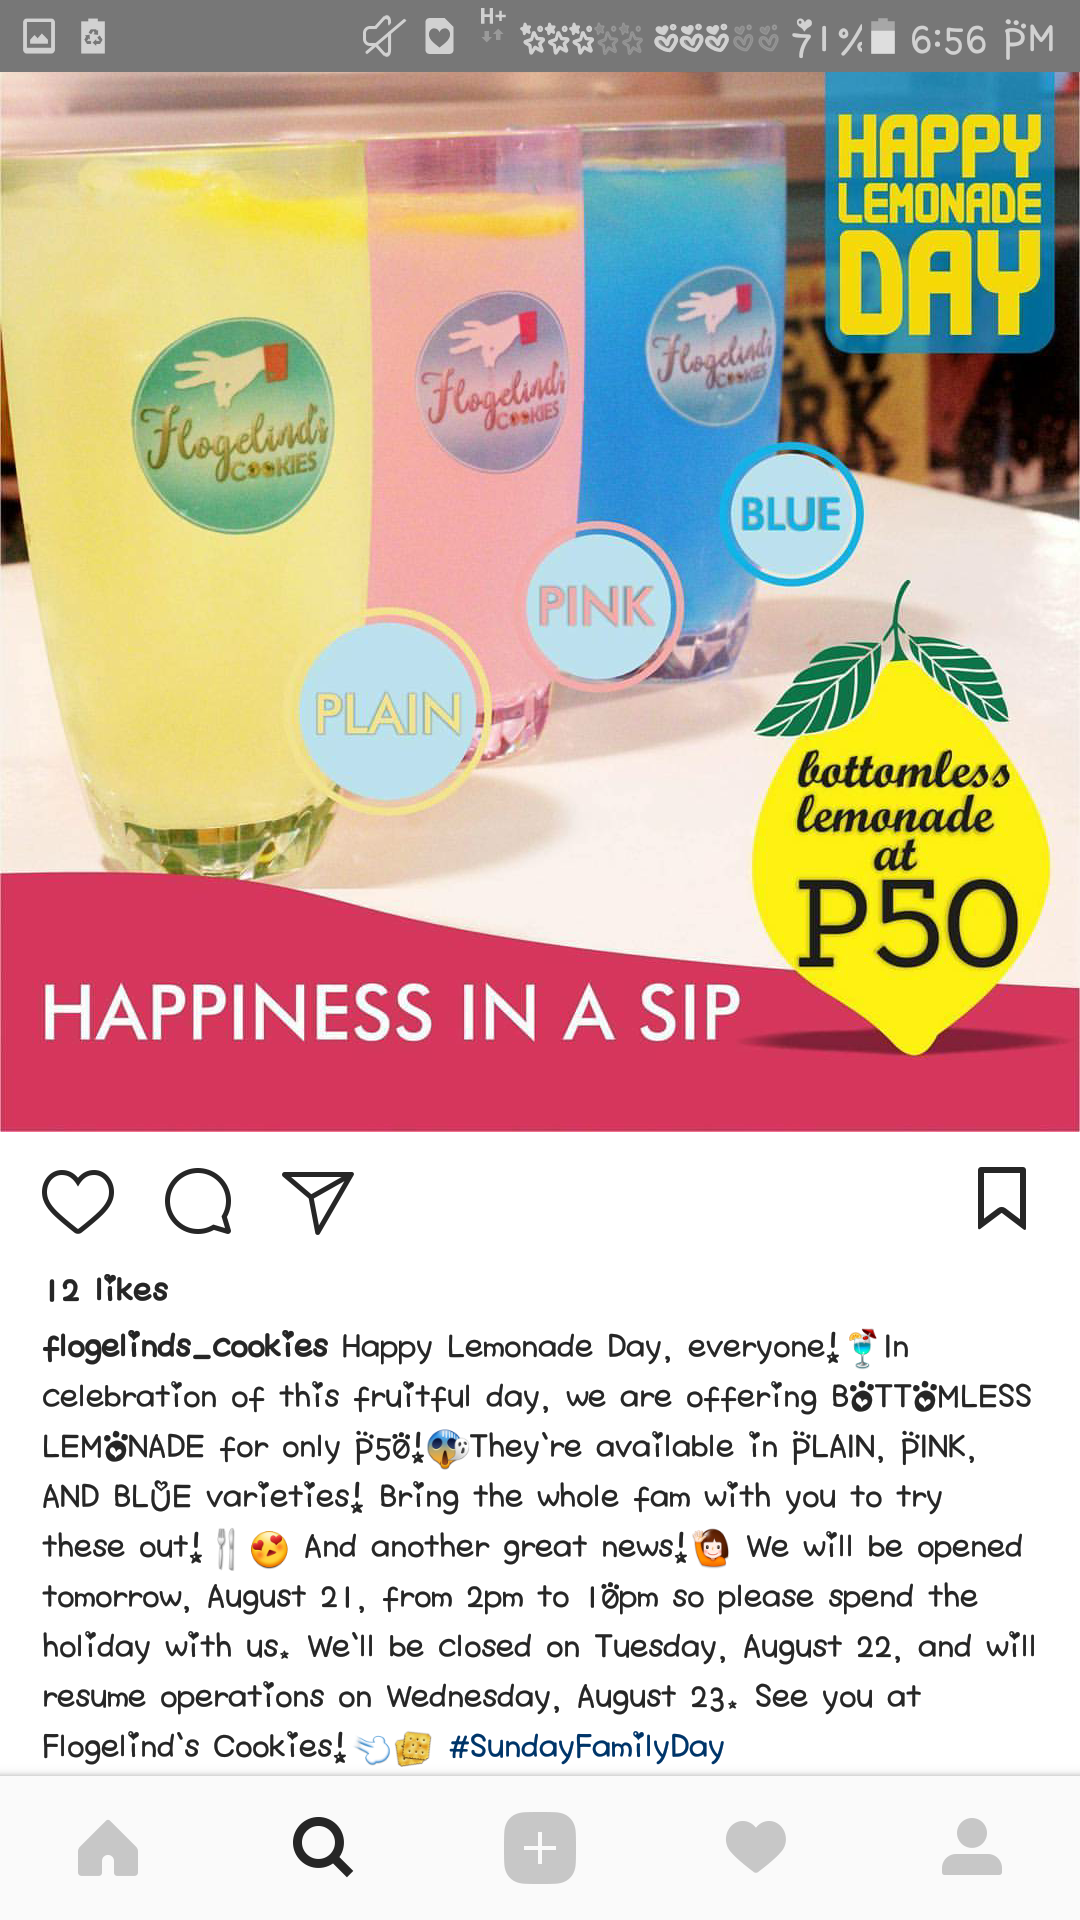 H+
71% 6:56 PM
HAPPY
LEMONADE
DAY
Flogelind's
COOKIES
Flogelind's
COOKIES
Flogelind's
COOKIES
BLUE
PINK
PLAIN
bottomless
lemonade
at
P50
HAPPINESS IN A SIP
12 likes
flogelinds_cookies Happy Lemonade Day, everyone!🍹In
celebration of this fruitful day, we are offering BOTTOMLESS
LEMONADE for only P50!😱They're available in PLAIN, PINK,
AND BLUE varieties! Bring the whole fam with you to try
these out!🍴😍 And another great news!🙋 We will be opened
tomorrow, August 21, from 2pm to 10pm so please spend the
holiday with us. We'll be closed on Tuesday, August 22, and will
resume operations on Wednesday, August 23. See you at
Flogelind's Cookies!💨🍘 #SundayFamilyDay